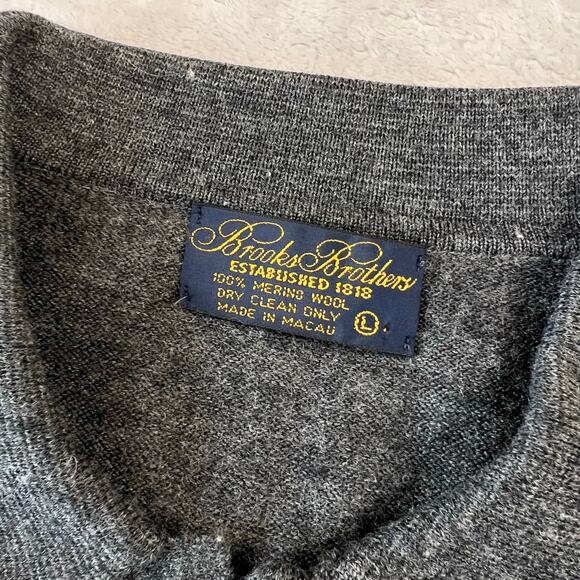 Brooks Brothers
ESTABLISHED 1818
100% MERINO WOOL
DRY CLEAN ONLY
MADE IN MACAU L